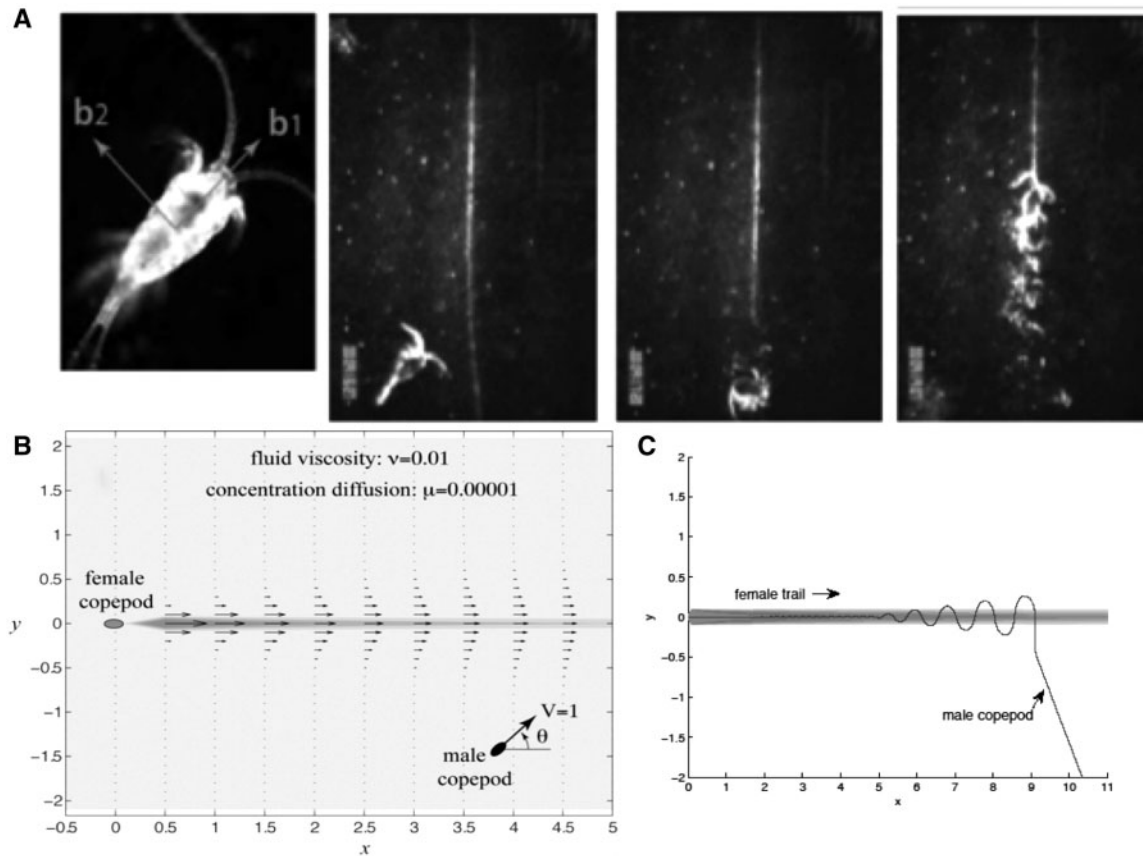 A
b2
b1
B
fluid viscosity: ν=0.01
concentration diffusion: μ=0.00001
female
copepod
V=1
θ
male
copepod
y
2
1.5
1
0.5
0
−0.5
−1
−1.5
−2
-0.5 0 0.5 1 1.5 2 2.5 3 3.5 4 4.5 5
x
C
2
1.5
1
0.5
0
−0.5
−1
−1.5
−2
y
female trail
male copepod
0 1 2 3 4 5 6 7 8 9 10 11
x